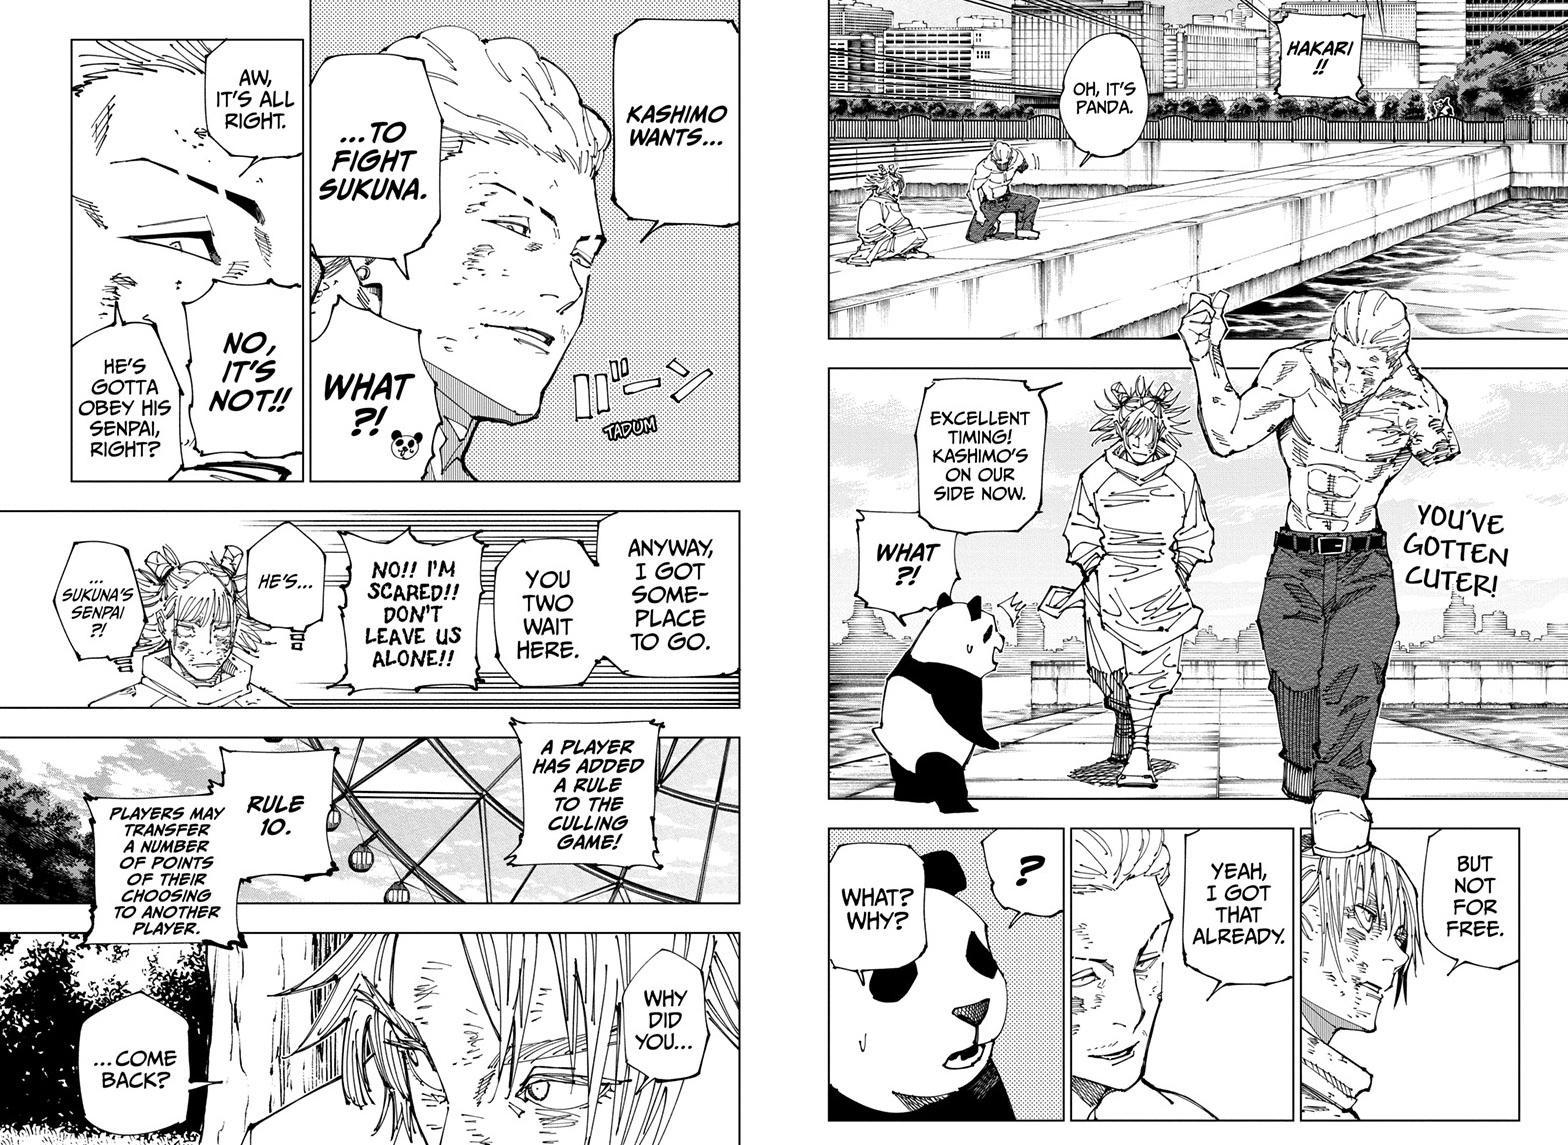 HAKARI
!!
OH, IT'S
PANDA.
EXCELLENT
TIMING!
KASHIMO'S
ON OUR
SIDE NOW.
WHAT
?!
YOU'VE
GOTTEN
CUTER!
BUT
NOT
FOR
FREE.
YEAH,
I GOT
THAT
ALREADY.
?
WHAT?
WHY?
KASHIMO
WANTS...
...TO
FIGHT
SUKUNA.
ババーン
TADUM
WHAT
?!
AW,
IT'S ALL
RIGHT.
NO,
IT'S
NOT!!
HE'S
GOTTA
OBEY HIS
SENPAI,
RIGHT?
ANYWAY,
I GOT
SOME-
PLACE
TO GO.
YOU
TWO
WAIT
HERE.
NO!! I'M
SCARED!!
DON'T
LEAVE US
ALONE!!
HE'S...
...
SUKUNA'S
SENPAI
?!
A PLAYER
HAS ADDED
A RULE
TO THE
CULLING
GAME!
RULE
10.
PLAYERS MAY
TRANSFER
A NUMBER
OF POINTS
OF THEIR
CHOOSING
TO ANOTHER
PLAYER.
WHY
DID
YOU...
...COME
BACK?